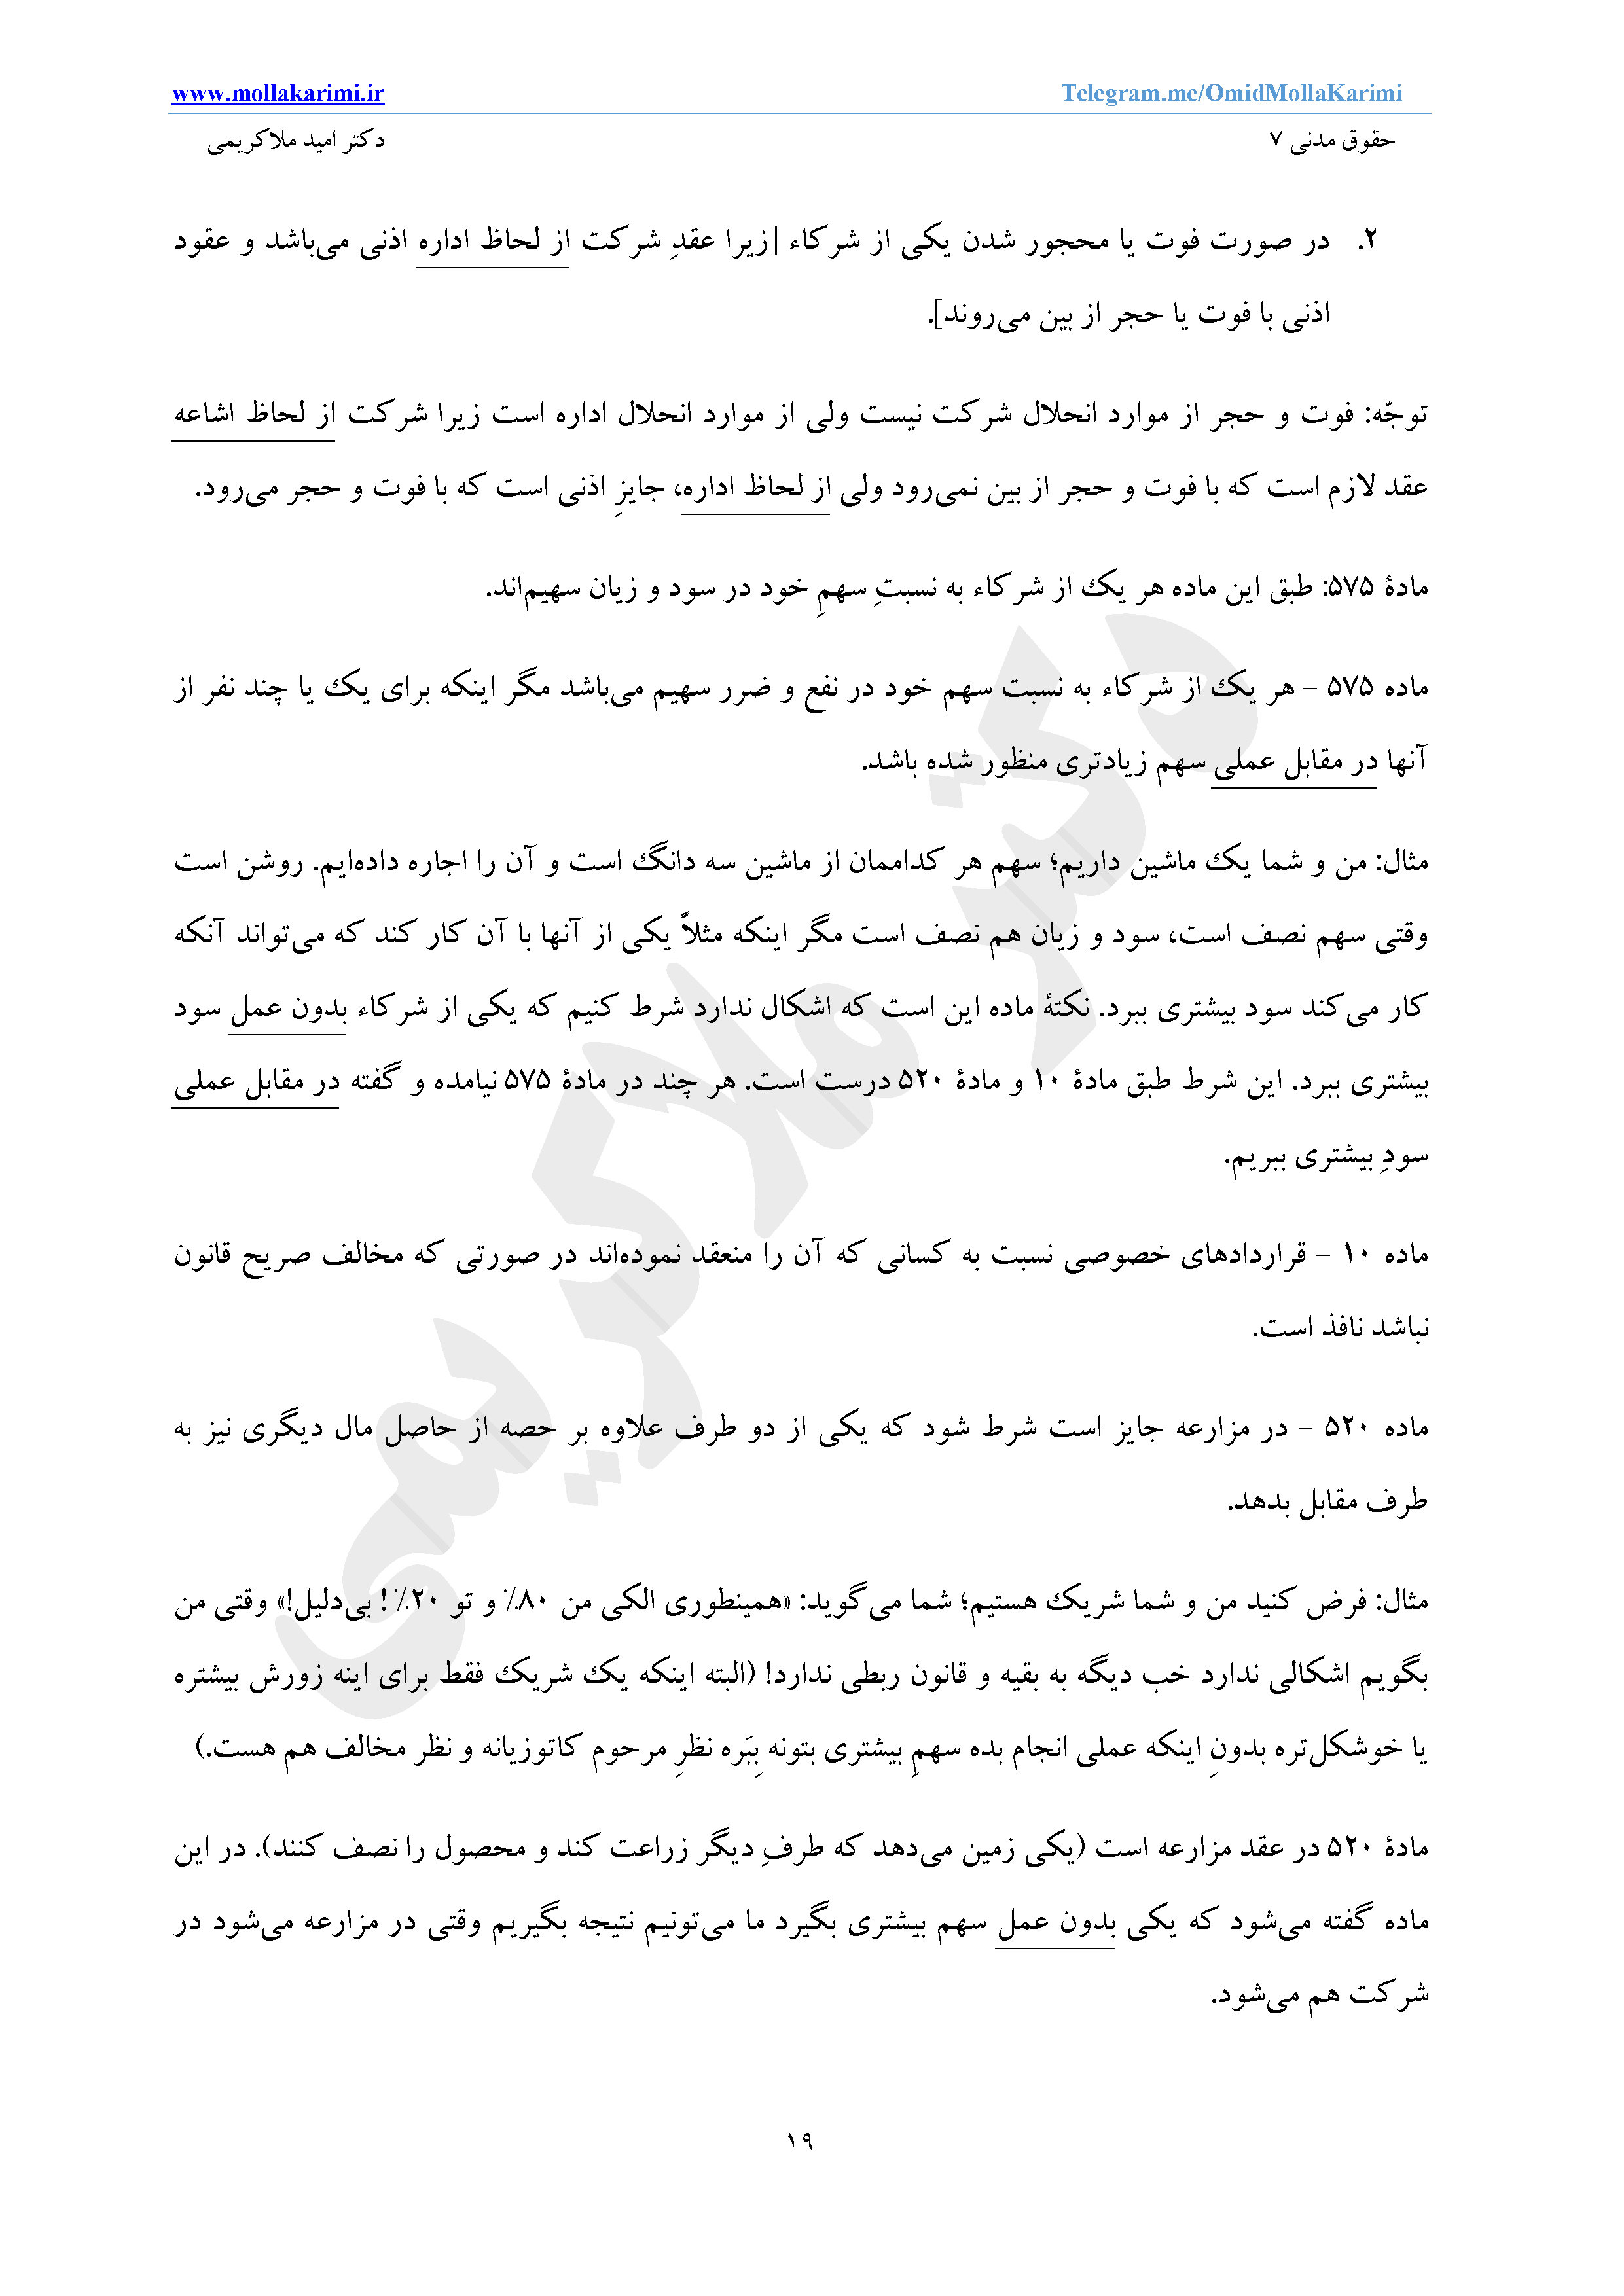 www.mollakarimi.ir Telegram.me/OmidMollaKarimi
حقوق مدنی ۷ دکتر امید ملاکریمی
۲. در صورت فوت یا محجور شدن یکی از شرکاء [زیرا عقدِ شرکت از لحاظ اداره اذنی می‌باشد و عقود
اذنی با فوت یا حجر از بین می‌روند].
توجّه: فوت و حجر از موارد انحلال شرکت نیست ولی از موارد انحلال اداره است زیرا شرکت از لحاظ اشاعه
عقد لازم است که با فوت و حجر از بین نمی‌رود ولی از لحاظ اداره، جایزِ اذنی است که با فوت و حجر می‌رود.
مادۀ ۵۷۵: طبق این ماده هر یک از شرکاء به نسبتِ سهمِ خود در سود و زیان سهیم‌اند.
ماده ۵۷۵ – هر یک از شرکاء به نسبت سهم خود در نفع و ضرر سهیم می‌باشد مگر اینکه برای یک یا چند نفر از
آنها در مقابل عملی سهم زیادتری منظور شده باشد.
مثال: من و شما یک ماشین داریم؛ سهم هر کداممان از ماشین سه دانگ است و آن را اجاره داده‌ایم. روشن است
وقتی سهم نصف است، سود و زیان هم نصف است مگر اینکه مثلاً یکی از آنها با آن کار کند که می‌تواند آنکه
کار می‌کند سود بیشتری ببرد. نکتۀ ماده این است که اشکال ندارد شرط کنیم که یکی از شرکاء بدون عمل سود
بیشتری ببرد. این شرط طبق مادۀ ۱۰ و مادۀ ۵۲۰ درست است. هر چند در مادۀ ۵۷۵ نیامده و گفته در مقابل عملی
سودِ بیشتری ببریم.
ماده ۱۰ – قراردادهای خصوصی نسبت به کسانی که آن را منعقد نموده‌اند در صورتی که مخالف صریح قانون
نباشد نافذ است.
ماده ۵۲۰ – در مزارعه جایز است شرط شود که یکی از دو طرف علاوه بر حصه از حاصل مال دیگری نیز به
طرف مقابل بدهد.
مثال: فرض کنید من و شما شریک هستیم؛ شما می‌گوید: «همینطوری الکی من ۸۰٪ و تو ۲۰٪! بی‌دلیل!» وقتی من
بگویم اشکالی ندارد خب دیگه به بقیه و قانون ربطی ندارد! (البته اینکه یک شریک فقط برای اینه زورش بیشتره
یا خوشکل‌تره بدونِ اینکه عملی انجام بده سهمِ بیشتری بتونه بِبَره نظرِ مرحوم کاتوزیانه و نظر مخالف هم هست.)
مادۀ ۵۲۰ در عقد مزارعه است (یکی زمین می‌دهد که طرفِ دیگر زراعت کند و محصول را نصف کنند). در این
ماده گفته می‌شود که یکی بدون عمل سهم بیشتری بگیرد ما می‌تونیم نتیجه بگیریم وقتی در مزارعه می‌شود در
شرکت هم می‌شود.
۱۹
دکتر ملاکریمی